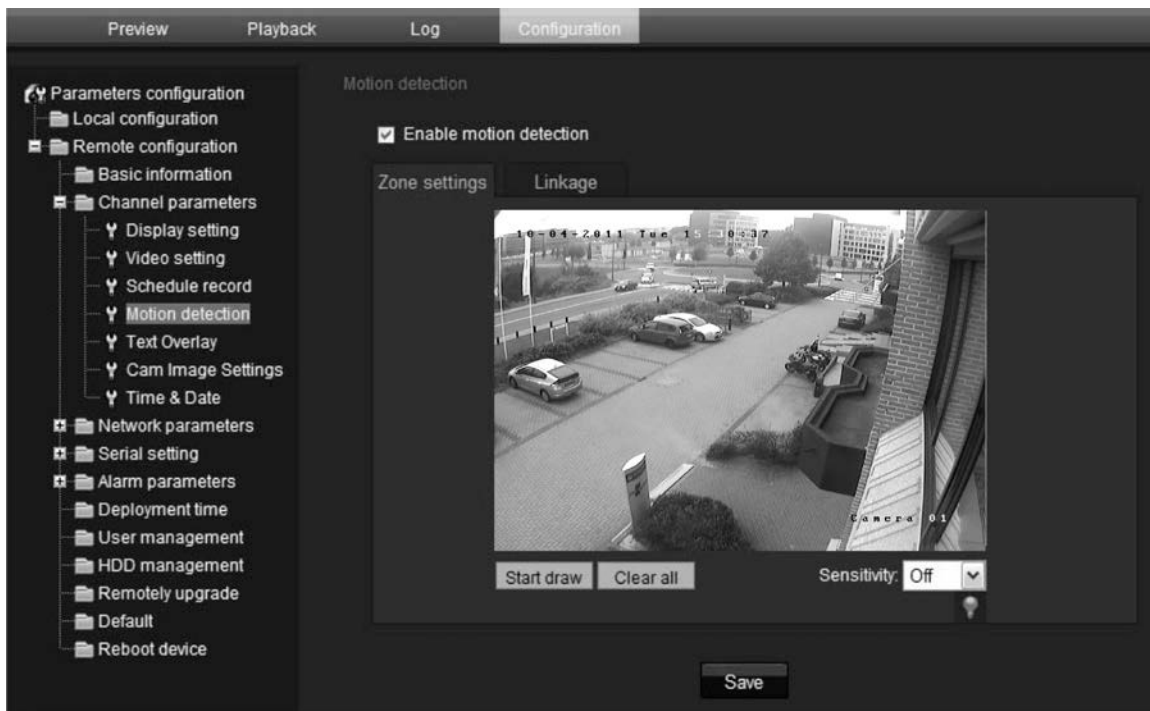 Preview Playback Log Configuration
Parameters configuration
Local configuration
Remote configuration
Basic information
Channel parameters
Display setting
Video setting
Schedule record
Motion detection
Text Overlay
Cam Image Settings
Time & Date
Network parameters
Serial setting
Alarm parameters
Deployment time
User management
HDD management
Remotely upgrade
Default
Reboot device
Motion detection
Enable motion detection
Zone settings Linkage
10-04-2011 Tue 15 0:37
Camera 01
Start draw Clear all Sensitivity: Off
Save